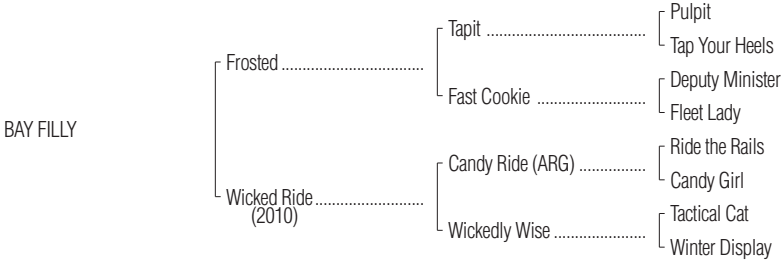 Pulpit
Tapit ....................................
Tap Your Heels
Frosted ................................
Deputy Minister
Fast Cookie ........................
Fleet Lady
BAY FILLY
Ride the Rails
Candy Ride (ARG) ...............
Candy Girl
Wicked Ride ........................
(2010)
Tactical Cat
Wickedly Wise .....................
Winter Display